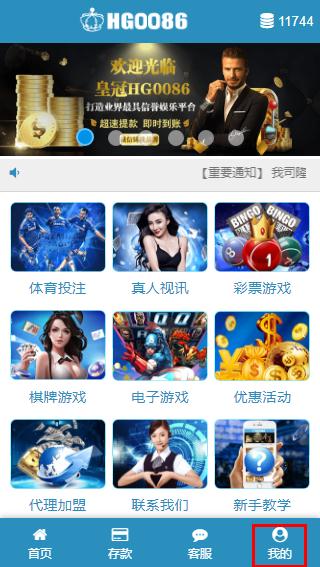 HG0086
11744
欢迎光临
皇冠HG0086
打造业界最具信誉娱乐平台
超速提款 即时到账
【重要通知】 我司隆
体育投注
真人视讯
BINGO BINGO
彩票游戏
棋牌游戏
电子游戏
优惠活动
代理加盟
联系我们
新手教学
首页
存款
客服
我的